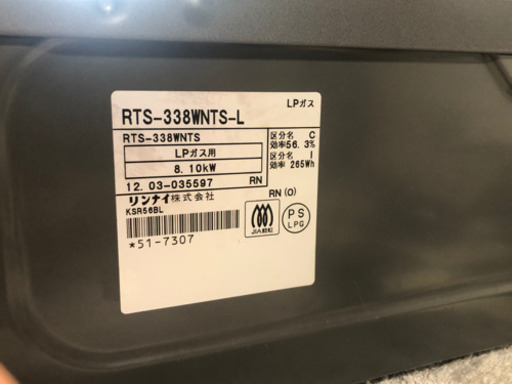 LPガス
RTS-338WNTS-L
RTS-338WNTS
LPガス用
8.10kW
12.03-035597 RN
リンナイ株式会社
KSR56BL
*51-7307
区分名 C
効率56.3%
区分名 I
効率 265Wh
RN(O)
JIA認証
PS
LPG